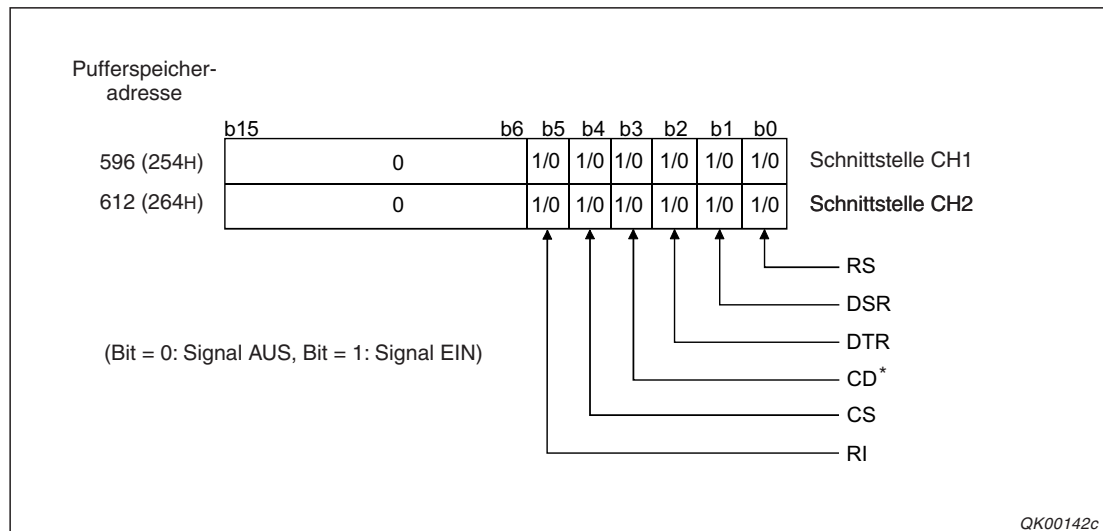 Pufferspeicher-
adresse
b15 b6 b5 b4 b3 b2 b1 b0
596 (254H) 0 1/0 1/0 1/0 1/0 1/0 1/0 Schnittstelle CH1
612 (264H) 0 1/0 1/0 1/0 1/0 1/0 1/0 Schnittstelle CH2
RS
DSR
DTR
(Bit = 0: Signal AUS, Bit = 1: Signal EIN)
CD*
CS
RI
QK00142c